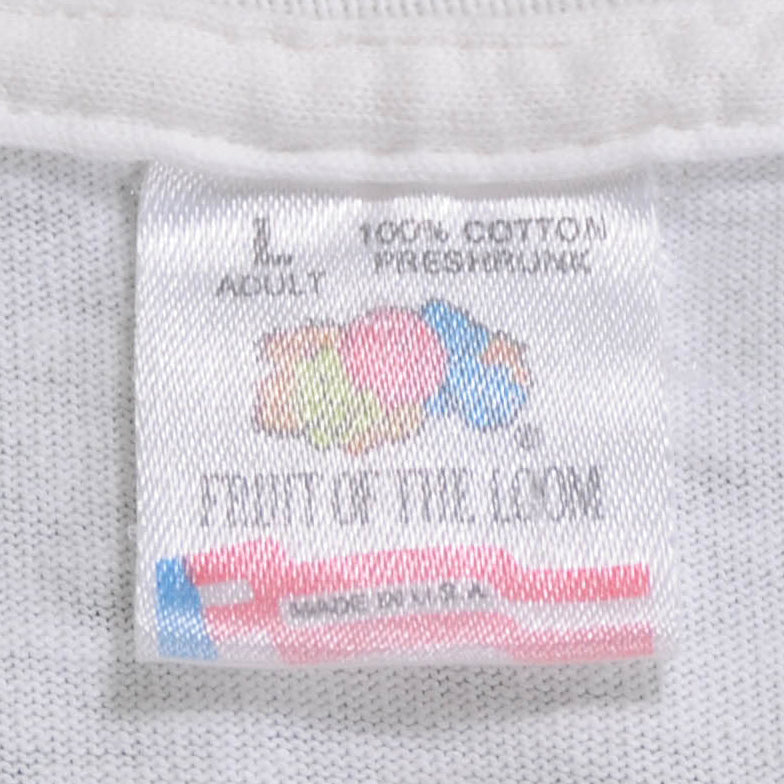 L 100% COTTON
ADULT PRESHRUNK
®
FRUIT OF THE LOOM
MADE IN U.S.A.